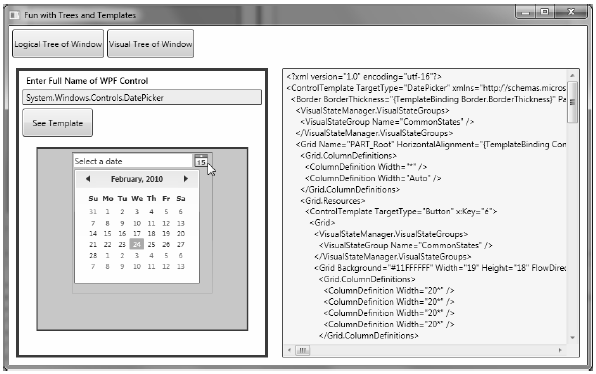 Fun with Trees and Templates
Logical Tree of Window
Visual Tree of Window
Enter Full Name of WPF Control
System.Windows.Controls.DatePicker
See Template
Select a date
15
February, 2010
Su Mo Tu We Th Fr Sa
31 1 2 3 4 5 6
7 8 9 10 11 12 13
14 15 16 17 18 19 20
21 22 23 24 25 26 27
28 1 2 3 4 5 6
7 8 9 10 11 12 13
<?xml version="1.0" encoding="utf-16"?>
<ControlTemplate TargetType="DatePicker" xmlns="http://schemas.micros
<Border BorderThickness="{TemplateBinding Border.BorderThickness}" Pa
<VisualStateManager.VisualStateGroups>
<VisualStateGroup Name="CommonStates" />
</VisualStateManager.VisualStateGroups>
<Grid Name="PART_Root" HorizontalAlignment="{TemplateBinding Con
<Grid.ColumnDefinitions>
<ColumnDefinition Width="*" />
<ColumnDefinition Width="Auto" />
</Grid.ColumnDefinitions>
<Grid.Resources>
<ControlTemplate TargetType="Button" x:Key="6">
<Grid>
<VisualStateManager.VisualStateGroups>
<VisualStateGroup Name="CommonStates" />
</VisualStateManager.VisualStateGroups>
<Grid Background="#11FFFFFF" Width="19" Height="18" FlowDirec
<Grid.ColumnDefinitions>
<ColumnDefinition Width="20*" />
<ColumnDefinition Width="20*" />
<ColumnDefinition Width="20*" />
<ColumnDefinition Width="20*" />
</Grid.ColumnDefinitions>